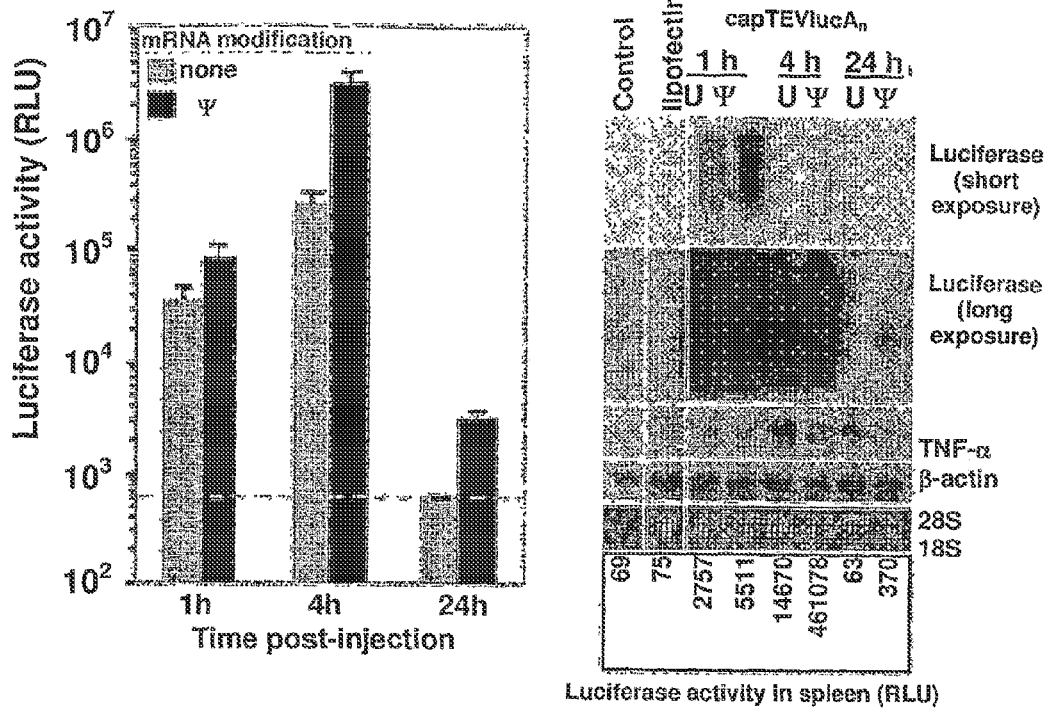 10⁷
10⁶
10⁵
10⁴
10³
10²
Luciferase activity (RLU)
mRNA modification
none
Ψ
1h 4h 24h
Time post-injection
capTEVlucAₙ
Control
lipofectin
1 h 4 h 24 h
U Ψ U Ψ U Ψ
Luciferase
(short
exposure)
Luciferase
(long
exposure)
TNF-α
β-actin
28S
18S
69
75
2757
5511
14670
461078
63
370
Luciferase activity in spleen (RLU)